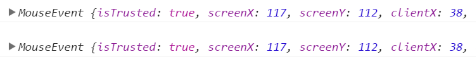 ▶MouseEvent {isTrusted: true, screenX: 117, screenY: 112, clientX: 38,
▶MouseEvent {isTrusted: true, screenX: 117, screenY: 112, clientX: 38,